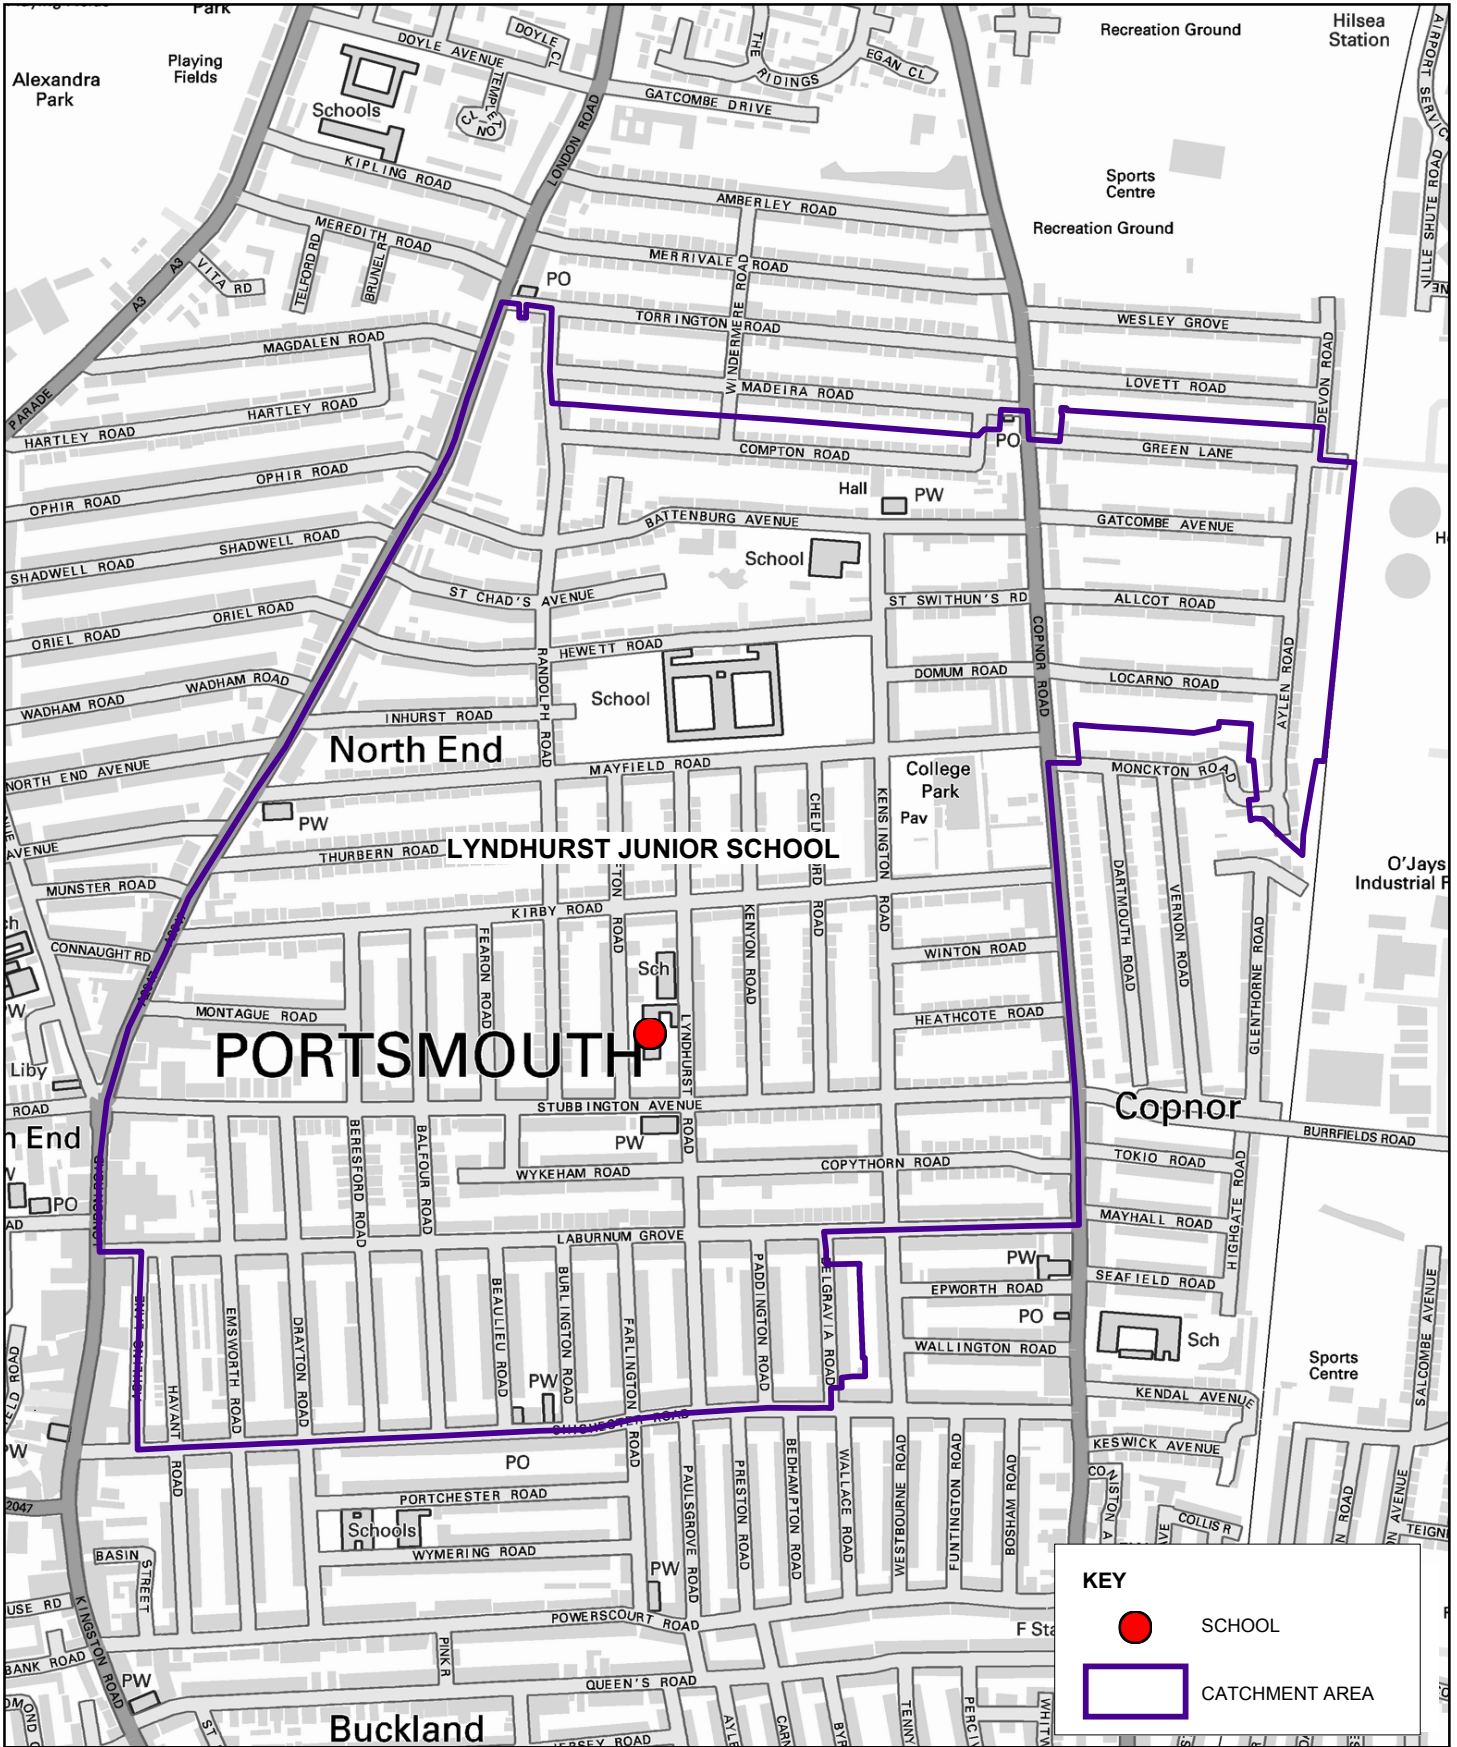 Park
Alexandra
Park
Playing
Fields
Schools
DOYLE AVENUE
DOYLE CL
TEMPLETON CL
THE RIDINGS
EGAN CL
GATCOMBE DRIVE
Recreation Ground
Hilsea
Station
LONDON ROAD
KIPLING ROAD
MEREDITH ROAD
AMBERLEY ROAD
Sports
Centre
Recreation Ground
NILLE SHUTE ROAD
MERRIVALE ROAD
WINDERMERE ROAD
A3
A3
VITA RD
TELFORD RD
PO
TORRINGTON ROAD
WESLEY GROVE
DEVON ROAD
MAGDALEN ROAD
MADEIRA ROAD
LOVETT ROAD
PARADE
HARTLEY ROAD
HARTLEY ROAD
PO
COMPTON ROAD
GREEN LANE
OPHIR ROAD
OPHIR ROAD
Hall
PW
BATTENBURG AVENUE
GATCOMBE AVENUE
SHADWELL ROAD
SHADWELL ROAD
School
ST CHAD'S AVENUE
ST SWITHUN'S RD
ALLCOT ROAD
ORIEL ROAD
ORIEL ROAD
HEWETT ROAD
RANDOLPH ROAD
COPNOR ROAD
AYLEN ROAD
DOMUM ROAD
LOCARNO ROAD
WADHAM ROAD
WADHAM ROAD
School
INHURST ROAD
North End
NORTH END AVENUE
MAYFIELD ROAD
College
Park
Pav
MONCKTON ROAD
KENSINGTON
ROAD
PW
AVENUE
THURBERN ROAD
LYNDHURST JUNIOR SCHOOL
O'Jays
MUNSTER ROAD
KIRBY ROAD
ROAD
ROAD
KENYON ROAD
FEARON ROAD
CONNAUGHT RD
DARTMOUTH ROAD
VERNON ROAD
GLENTHORNE ROAD
WINTON ROAD
Sch
MONTAGUE ROAD
HEATHCOTE ROAD
LYNDHURST
ROAD
PORTSMOUTH
Liby
ROAD
STUBBINGTON AVENUE
Copnor
BURRFIELDS ROAD
PW
BERESFORD ROAD
BALFOUR ROAD
WYKEHAM ROAD
COPYTHORN ROAD
TOKIO ROAD
HIGHGATE ROAD
PO
MAYHALL ROAD
LABURNUM GROVE
PW
SEAFIELD ROAD
EPWORTH ROAD
PO
Sch
WALLINGTON ROAD
EMSWORTH ROAD
DRAYTON ROAD
BEAULIEU ROAD
BURLINGTON ROAD
FARLINGTON
ROAD
PADDINGTON ROAD
BELGRAVIA ROAD
HAVANT
ROAD
Sports
Centre
SALCOMBE AVENUE
PW
KENDAL AVENUE
CHICHESTER ROAD
KESWICK AVENUE
PO
PORTCHESTER ROAD
Schools
WYMERING ROAD
PAULSGROVE ROAD
PRESTON ROAD
BEDHAMPTON ROAD
WALLACE ROAD
WESTBOURNE ROAD
FUNTINGTON ROAD
BOSHAM ROAD
2047
BASIN STREET
PW
POWERSCOURT ROAD
KINGSTON ROAD
PW
QUEEN'S ROAD
Buckland
KEY
SCHOOL
CATCHMENT AREA